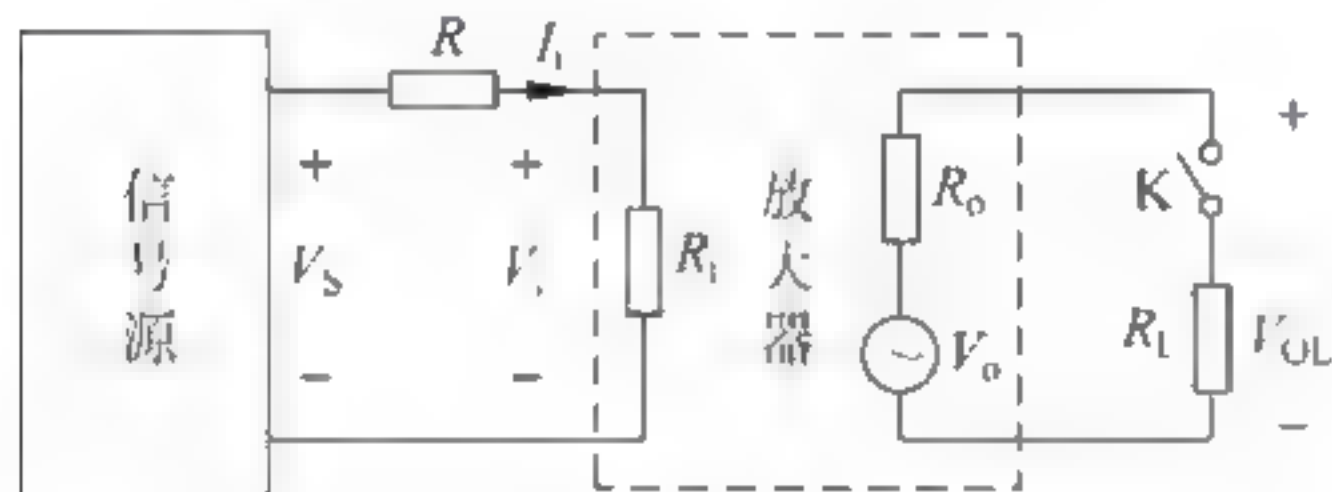 R
I_i
信号源
+
V_S
−
+
V_i
−
R_i
放大器
R_o
V_o
K
R_L
+
V_OL
−